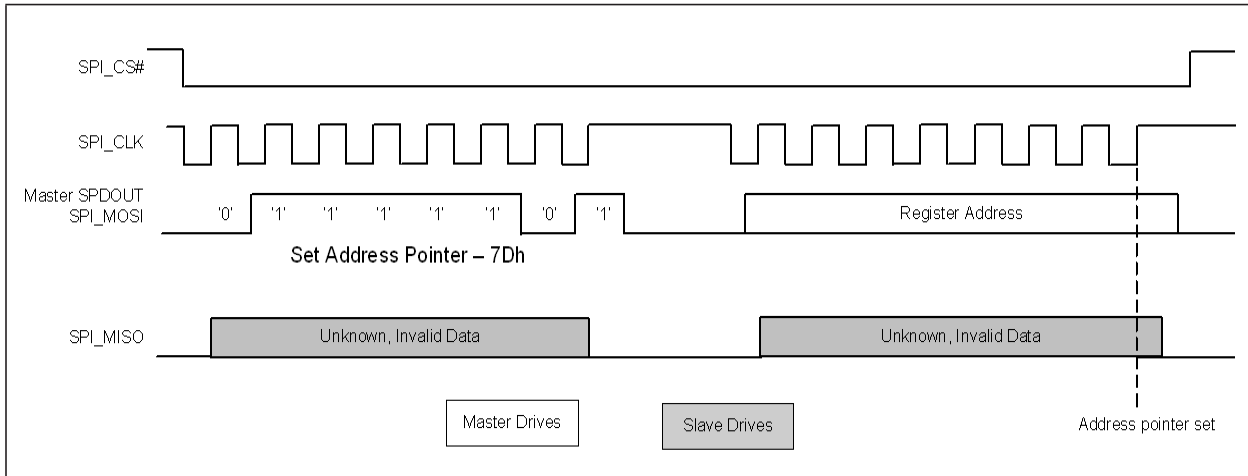 SPI_CS#
SPI_CLK
Master SPDOUT
SPI_MOSI
'0' '1' '1' '1' '1' '1' '0' '1'
Register Address
Set Address Pointer – 7Dh
SPI_MISO
Unknown, Invalid Data
Unknown, Invalid Data
Master Drives
Slave Drives
Address pointer set